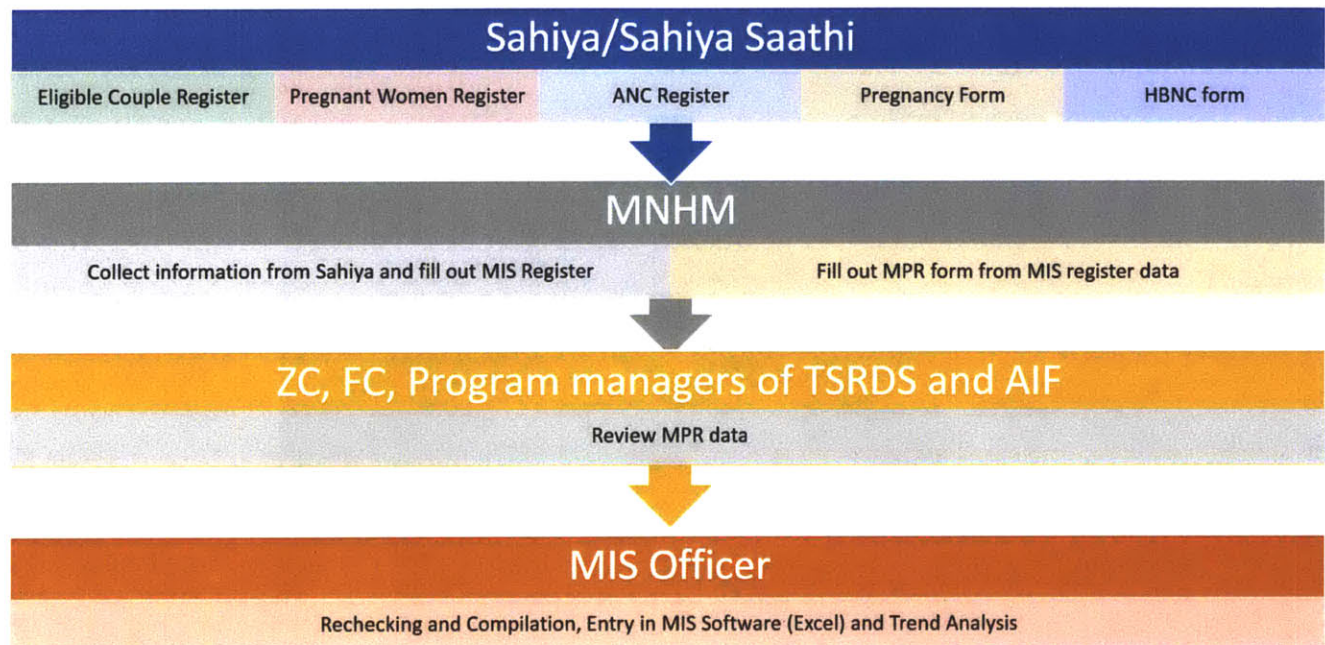 Sahiya/Sahiya Saathi
Eligible Couple Register
Pregnant Women Register
ANC Register
Pregnancy Form
HBNC form
MNHM
Collect information from Sahiya and fill out MIS Register
Fill out MPR form from MIS register data
ZC, FC, Program managers of TSRDS and AIF
Review MPR data
MIS Officer
Rechecking and Compilation, Entry in MIS Software (Excel) and Trend Analysis